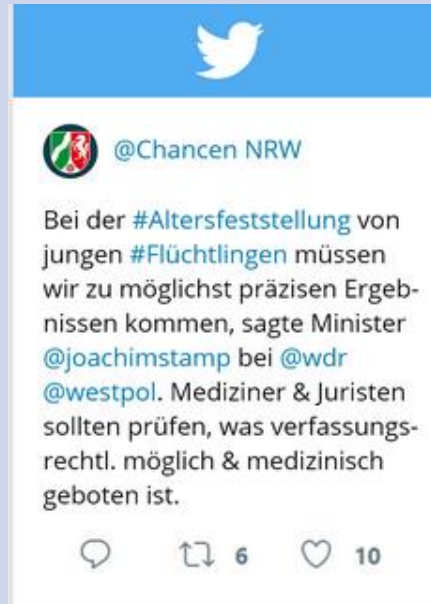 @Chancen NRW
Bei der #Altersfeststellung von
jungen #Flüchtlingen müssen
wir zu möglichst präzisen Ergeb-
nissen kommen, sagte Minister
@joachimstamp bei @wdr
@westpol. Mediziner & Juristen
sollten prüfen, was verfassungs-
rechtl. möglich & medizinisch
geboten ist.
6 10